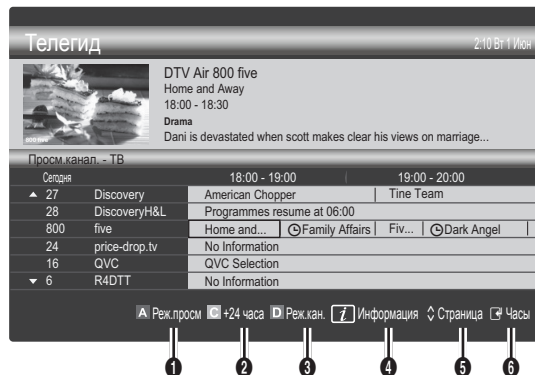 Телегид 2:10 Вт 1 Июн
DTV Air 800 five
Home and Away
18:00 - 18:30
Drama
Dani is devastated when scott makes clear his views on marriage...
800 five
Просм.канал. - ТВ
Сегодня 18:00 - 19:00 19:00 - 20:00
▲ 27 Discovery American Chopper Tine Team
28 DiscoveryH&L Programmes resume at 06:00
800 five Home and... Family Affairs Fiv... Dark Angel
24 price-drop.tv No Information
16 QVC QVC Selection
▼ 6 R4DTT No Information
A Реж.просм C +24 часа D Реж.кан. i Информация Страница Часы
1 2 3 4 5 6